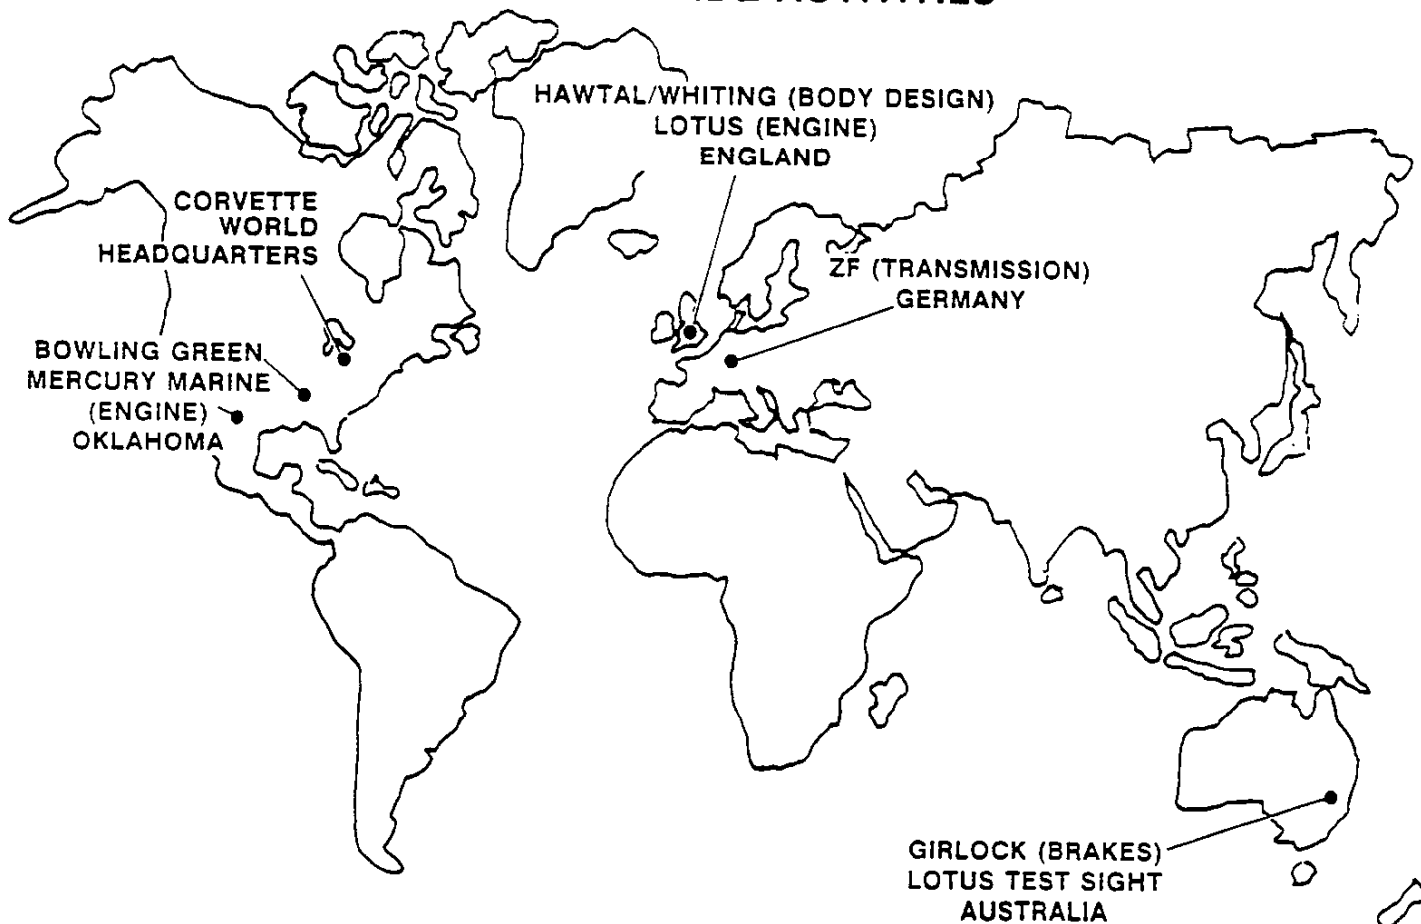 HAWTAL/WHITING (BODY DESIGN)
LOTUS (ENGINE)
ENGLAND
CORVETTE
WORLD
HEADQUARTERS
ZF (TRANSMISSION)
GERMANY
BOWLING GREEN
MERCURY MARINE
(ENGINE)
OKLAHOMA
GIRLOCK (BRAKES)
LOTUS TEST SIGHT
AUSTRALIA